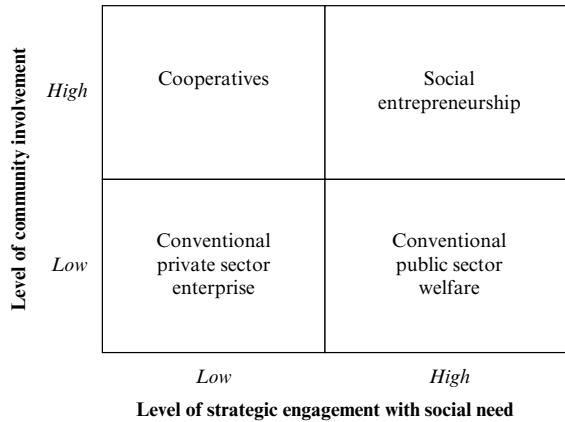 Level of community involvement
High
Cooperatives
Social
entrepreneurship
Low
Conventional
private sector
enterprise
Conventional
public sector
welfare
Low
High
Level of strategic engagement with social need